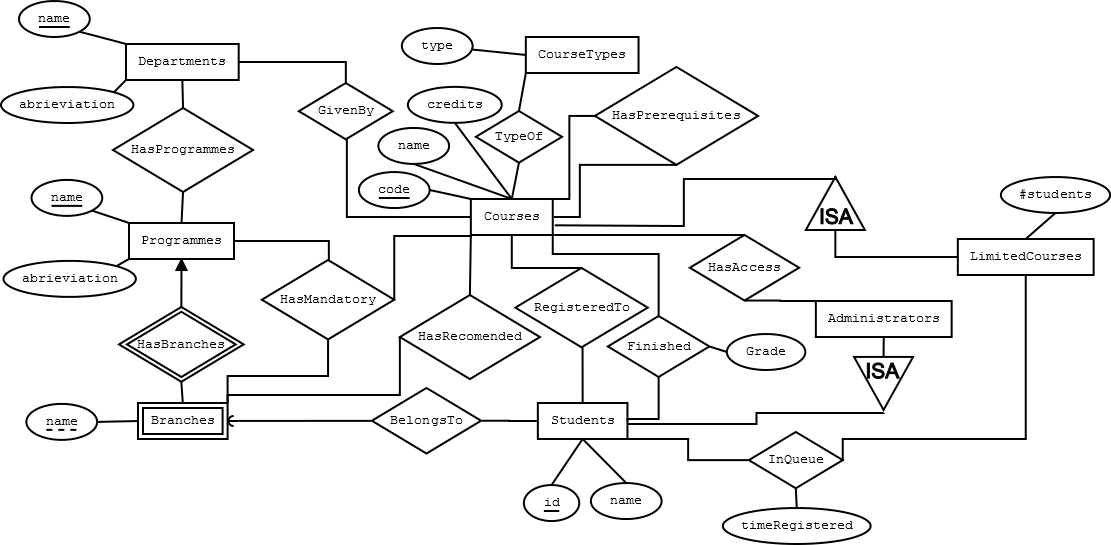 name
Departments
abrieviation
HasProgrammes
name
Programmes
abrieviation
HasBranches
name
Branches
GivenBy
type
CourseTypes
credits
TypeOf
HasPrerequisites
name
code
Courses
ISA
#students
LimitedCourses
HasMandatory
HasRecomended
RegisteredTo
HasAccess
Administrators
Finished
Grade
ISA
BelongsTo
Students
id
name
InQueue
timeRegistered